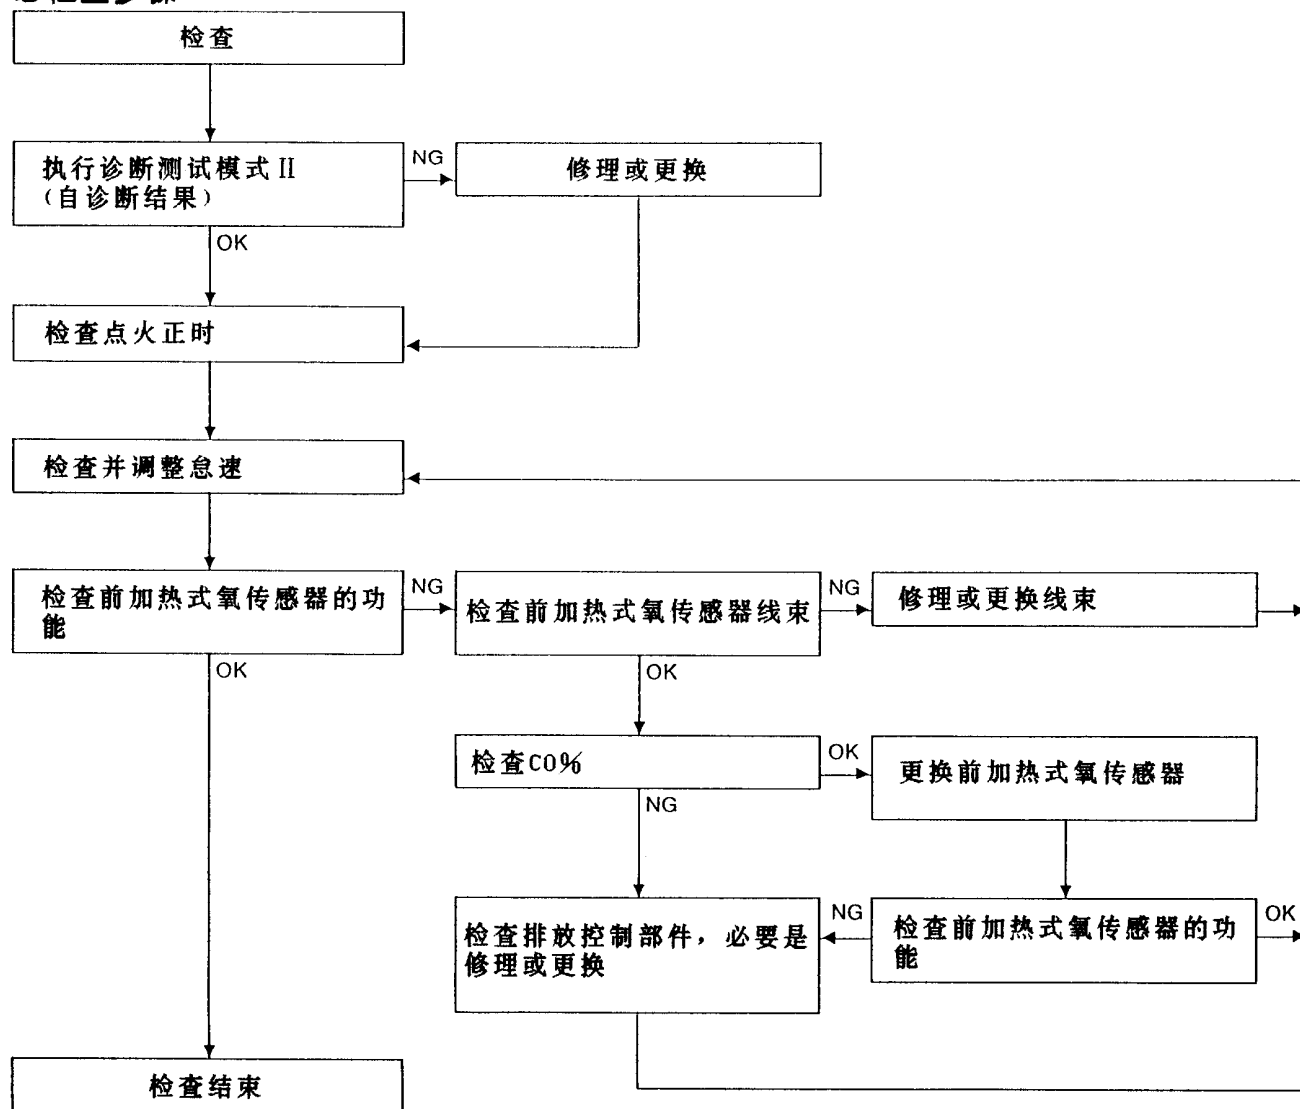 检查
执行诊断测试模式Ⅱ
（自诊断结果）
NG
修理或更换
OK
检查点火正时
检查并调整怠速
检查前加热式氧传感器的功
能
NG
检查前加热式氧传感器线束
NG
修理或更换线束
OK
OK
检查CO%
OK
更换前加热式氧传感器
NG
检查排放控制部件，必要是
修理或更换
NG
检查前加热式氧传感器的功
能
OK
检查结束